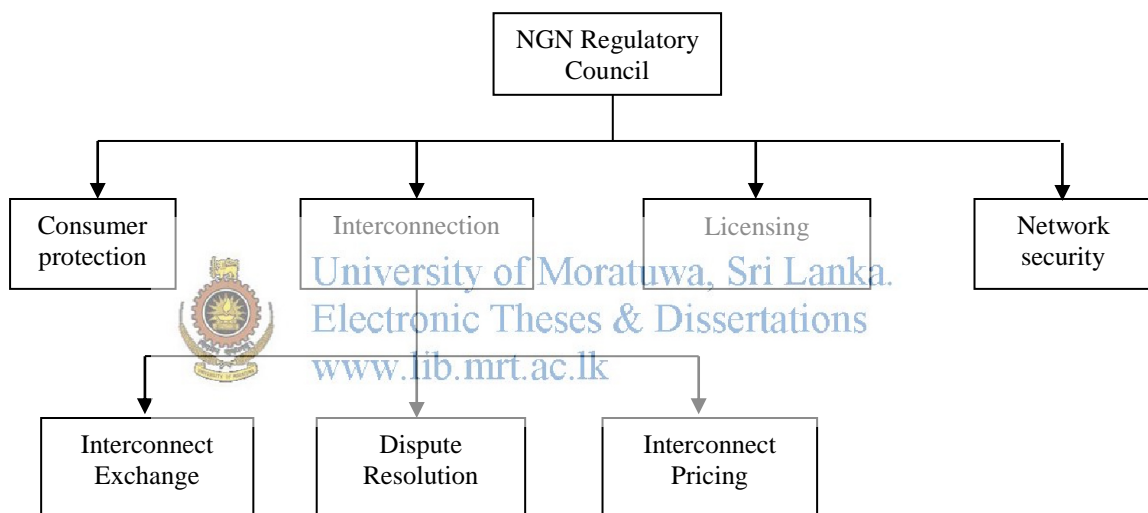 NGN Regulatory
Council
Consumer
protection
Interconnection
Licensing
Network
security
University of Moratuwa, Sri Lanka.
Electronic Theses & Dissertations
www.lib.mrt.ac.lk
Interconnect
Exchange
Dispute
Resolution
Interconnect
Pricing